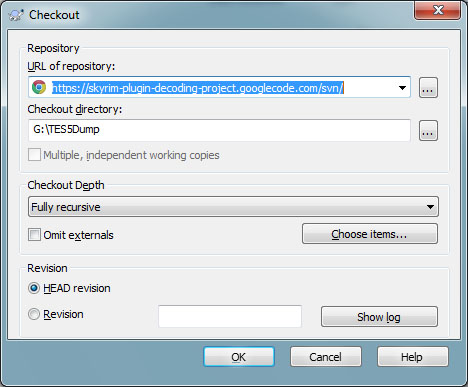 Checkout
Repository
URL of repository:
https://skyrim-plugin-decoding-project.googlecode.com/svn/
...
Checkout directory:
G:\TES5Dump
...
Multiple, independent working copies
Checkout Depth
Fully recursive
Omit externals
Choose items...
Revision
HEAD revision
Revision
Show log
OK
Cancel
Help